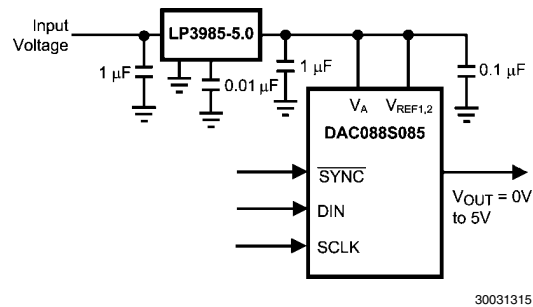 Input
Voltage
LP3985-5.0
1 μF
0.01 μF
1 μF
0.1 μF
VA
VREF1,2
DAC088S085
SYNC
DIN
SCLK
VOUT = 0V
to 5V
30031315